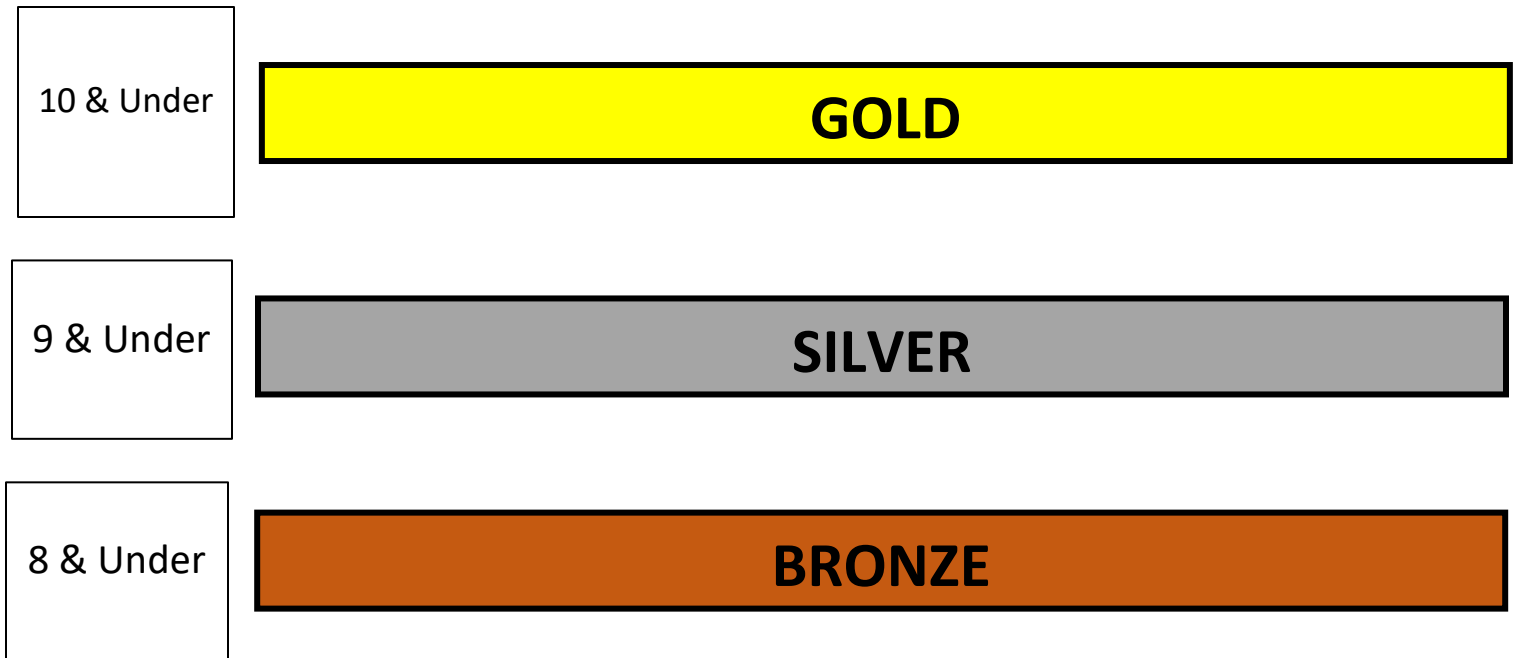 10 & Under
GOLD
9 & Under
SILVER
8 & Under
BRONZE